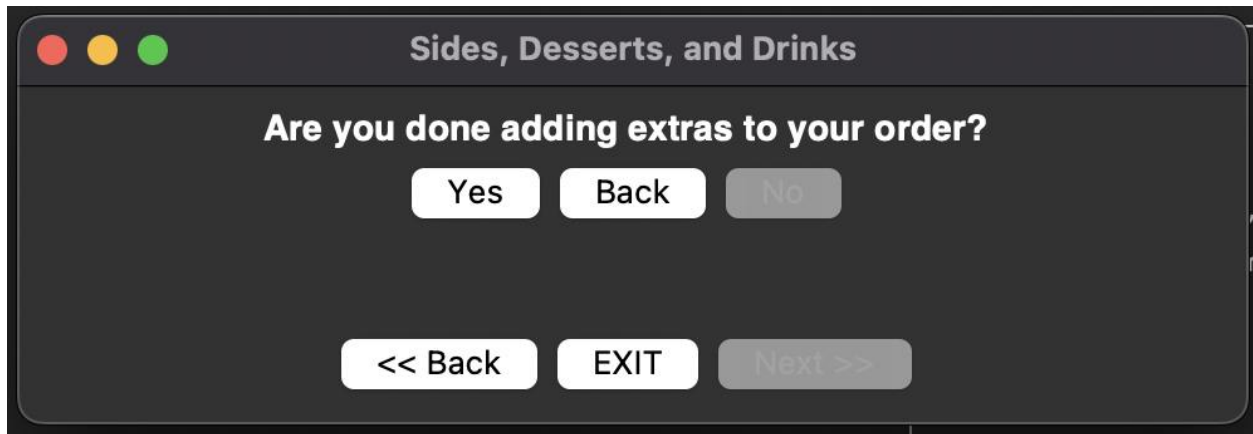 Sides, Desserts, and Drinks
Are you done adding extras to your order?
Yes Back No
<< Back EXIT Next >>